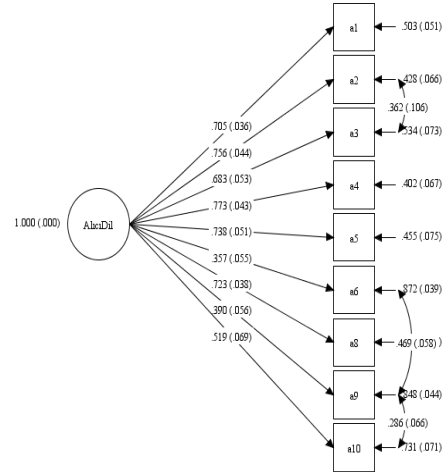 a1
.503 (.051)
a2
.428 (.066)
.362 (.106)
.705 (.036)
.756 (.044)
a3
.534 (.073)
.683 (.053)
.773 (.043)
a4
.402 (.067)
1.000 (.000)
AlıcıDil
.738 (.051)
a5
.455 (.075)
.357 (.055)
.723 (.038)
a6
.872 (.039)
.390 (.056)
.519 (.069)
a8
.469 (.058)
a9
.848 (.044)
.286 (.066)
a10
.731 (.071)